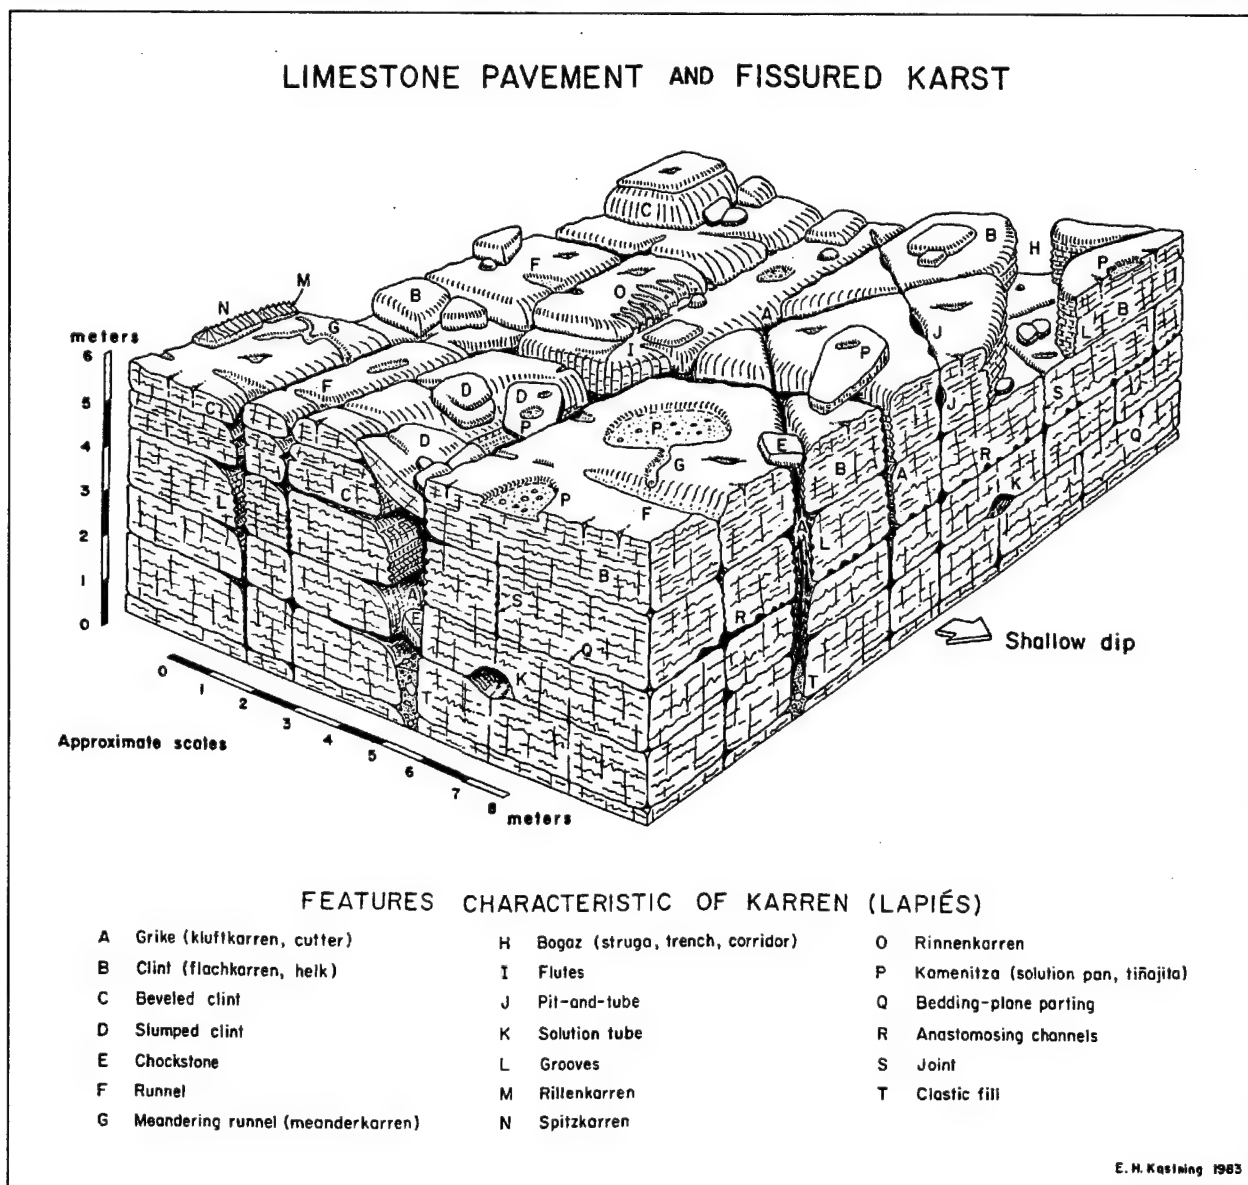 LIMESTONE PAVEMENT AND FISSURED KARST
C
B
H
F
P
M
O
B
N
B
A
G
J
L
meters
I
P
6
F
D
D
J
S
U
5
C
P
P
E
Q
D
R
4
G
B
A
K
C
P
F
3
L
A
L
2
B
A
S
1
E
R
0
Q
Shallow dip
K
T
T
0
1
2
3
Approximate scales
4
5
6
7
8
meters
FEATURES CHARACTERISTIC OF KARREN (LAPIÉS)
A Grike (kluftkarren, cutter)
B Clint (flachkarren, helk)
C Beveled clint
D Slumped clint
E Chockstone
F Runnel
G Meandering runnel (meanderkarren)
H Bogaz (struga, trench, corridor)
I Flutes
J Pit-and-tube
K Solution tube
L Grooves
M Rillenkarren
N Spitzkarren
O Rinnenkarren
P Kamenitza (solution pan, tiñajita)
Q Bedding-plane parting
R Anastomosing channels
S Joint
T Clastic fill
E. H. Kastning 1983